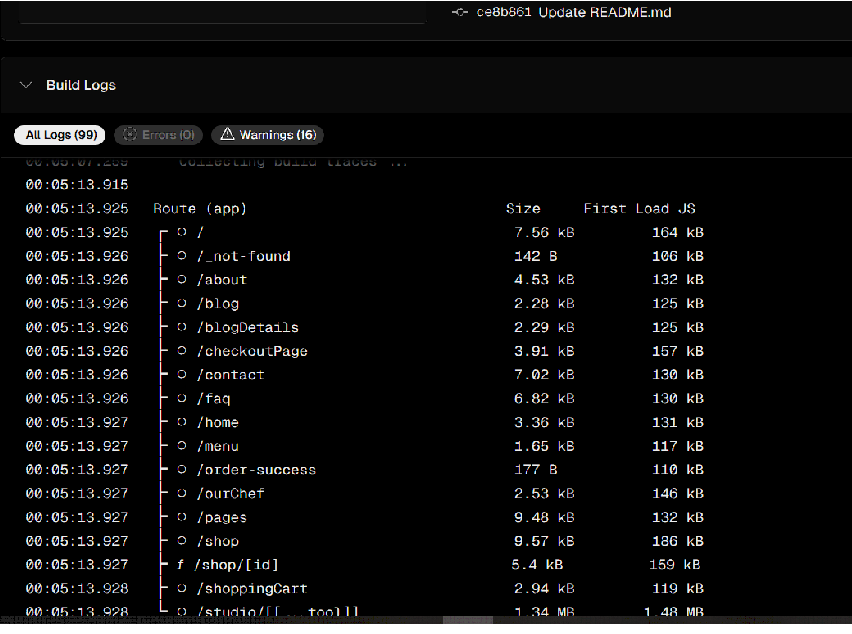 ce8b861 Update README.md
Build Logs
All Logs (99) Errors (0) Warnings (16)
00:05:07.269 Collecting build traces ...
00:05:13.915
00:05:13.925 Route (app) Size First Load JS
00:05:13.925 ┌ ○ / 7.56 kB 164 kB
00:05:13.926 ├ ○ /_not-found 142 B 106 kB
00:05:13.926 ├ ○ /about 4.53 kB 132 kB
00:05:13.926 ├ ○ /blog 2.28 kB 125 kB
00:05:13.926 ├ ○ /blogDetails 2.29 kB 125 kB
00:05:13.926 ├ ○ /checkoutPage 3.91 kB 157 kB
00:05:13.926 ├ ○ /contact 7.02 kB 130 kB
00:05:13.926 ├ ○ /faq 6.82 kB 130 kB
00:05:13.927 ├ ○ /home 3.36 kB 131 kB
00:05:13.927 ├ ○ /menu 1.65 kB 117 kB
00:05:13.927 ├ ○ /order-success 177 B 110 kB
00:05:13.927 ├ ○ /ourChef 2.53 kB 146 kB
00:05:13.927 ├ ○ /pages 9.48 kB 132 kB
00:05:13.927 ├ ○ /shop 9.57 kB 186 kB
00:05:13.927 ├ ƒ /shop/[id] 5.4 kB 159 kB
00:05:13.928 ├ ○ /shoppingCart 2.94 kB 119 kB
00:05:13.928 └ ○ /studio/[[...tool]] 1.34 MB 1.48 MB